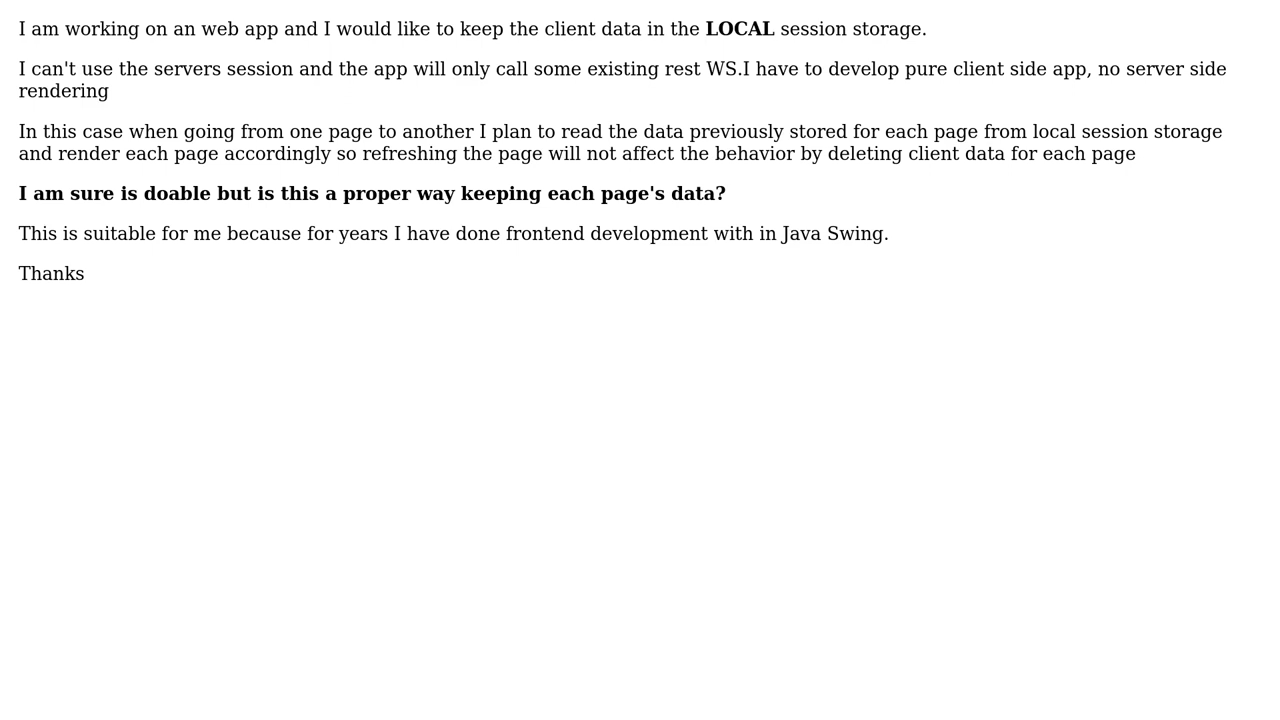 I am working on an web app and I would like to keep the client data in the LOCAL session storage.
I can't use the servers session and the app will only call some existing rest WS.I have to develop pure client side app, no server side
rendering
In this case when going from one page to another I plan to read the data previously stored for each page from local session storage
and render each page accordingly so refreshing the page will not affect the behavior by deleting client data for each page
I am sure is doable but is this a proper way keeping each page's data?
This is suitable for me because for years I have done frontend development with in Java Swing.
Thanks